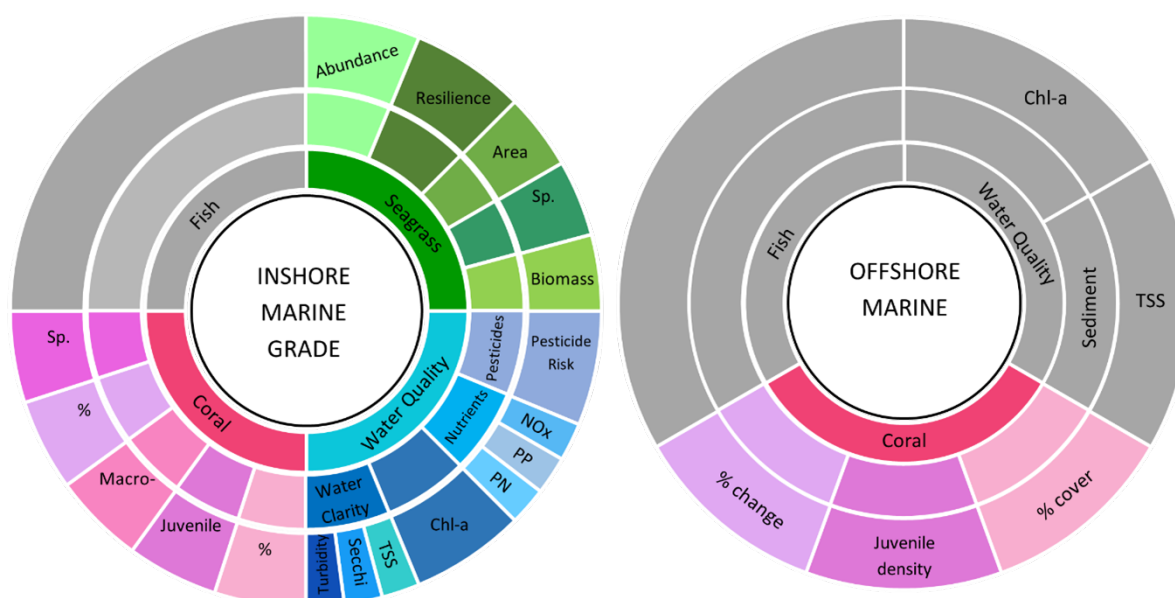 Abundance
Resilience
Area
Sp.
Biomass
Fish
Seagrass
INSHORE
MARINE
GRADE
Coral
Water Quality
Pesticides
Pesticide
Risk
Nutrients
NOx
PP
PN
Chl-a
Water
Clarity
TSS
Secchi
Turbidity
%
Juvenile
Macro-
%
Sp.
Chl-a
Water Quality
Fish
OFFSHORE
MARINE
Sediment
TSS
Coral
% change
Juvenile
density
% cover